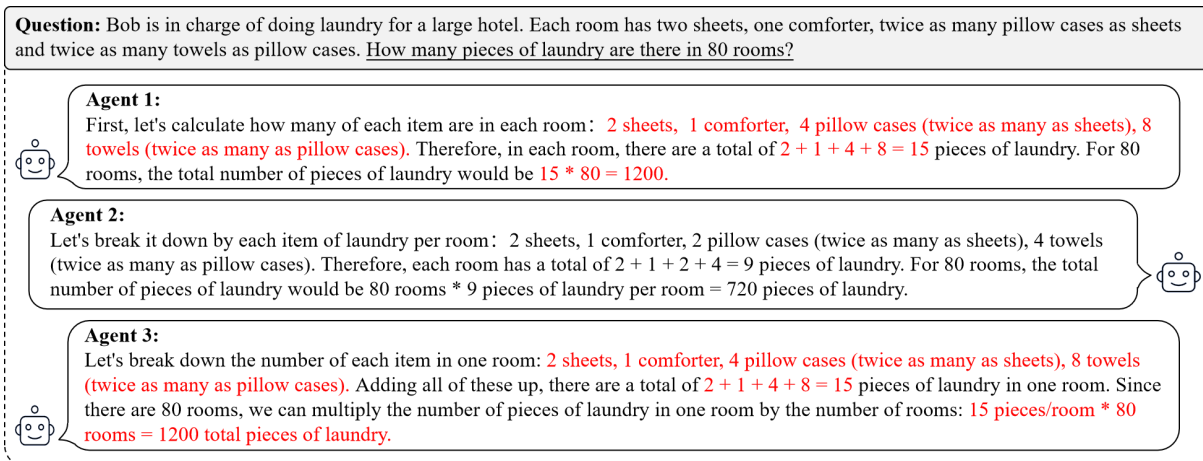 Question: Bob is in charge of doing laundry for a large hotel. Each room has two sheets, one comforter, twice as many pillow cases as sheets
and twice as many towels as pillow cases. How many pieces of laundry are there in 80 rooms?
Agent 1:
First, let's calculate how many of each item are in each room： 2 sheets, 1 comforter, 4 pillow cases (twice as many as sheets), 8
towels (twice as many as pillow cases). Therefore, in each room, there are a total of 2 + 1 + 4 + 8 = 15 pieces of laundry. For 80
rooms, the total number of pieces of laundry would be 15 * 80 = 1200.
Agent 2:
Let's break it down by each item of laundry per room： 2 sheets, 1 comforter, 2 pillow cases (twice as many as sheets), 4 towels
(twice as many as pillow cases). Therefore, each room has a total of 2 + 1 + 2 + 4 = 9 pieces of laundry. For 80 rooms, the total
number of pieces of laundry would be 80 rooms * 9 pieces of laundry per room = 720 pieces of laundry.
Agent 3:
Let's break down the number of each item in one room: 2 sheets, 1 comforter, 4 pillow cases (twice as many as sheets), 8 towels
(twice as many as pillow cases). Adding all of these up, there are a total of 2 + 1 + 4 + 8 = 15 pieces of laundry in one room. Since
there are 80 rooms, we can multiply the number of pieces of laundry in one room by the number of rooms: 15 pieces/room * 80
rooms = 1200 total pieces of laundry.